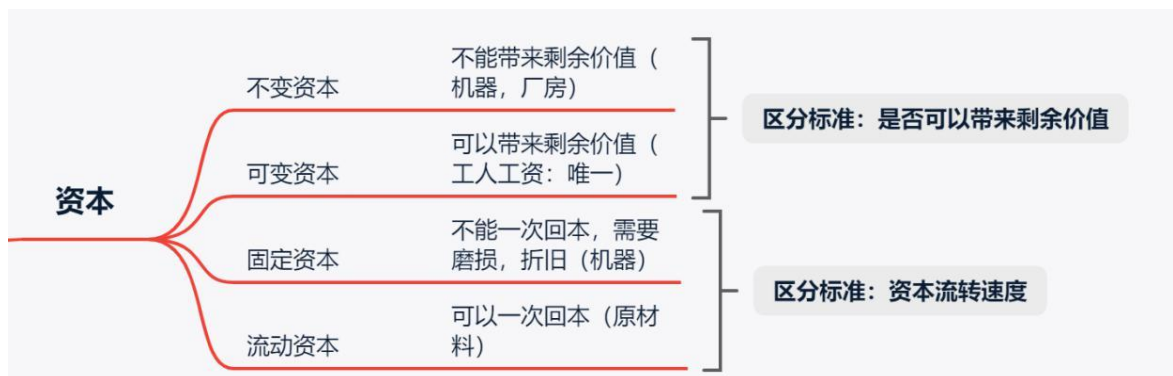 资本
不变资本
不能带来剩余价值（
机器，厂房）
可变资本
可以带来剩余价值（
工人工资：唯一）
区分标准：是否可以带来剩余价值
固定资本
不能一次回本，需要
磨损，折旧（机器）
流动资本
可以一次回本（原材
料）
区分标准：资本流转速度